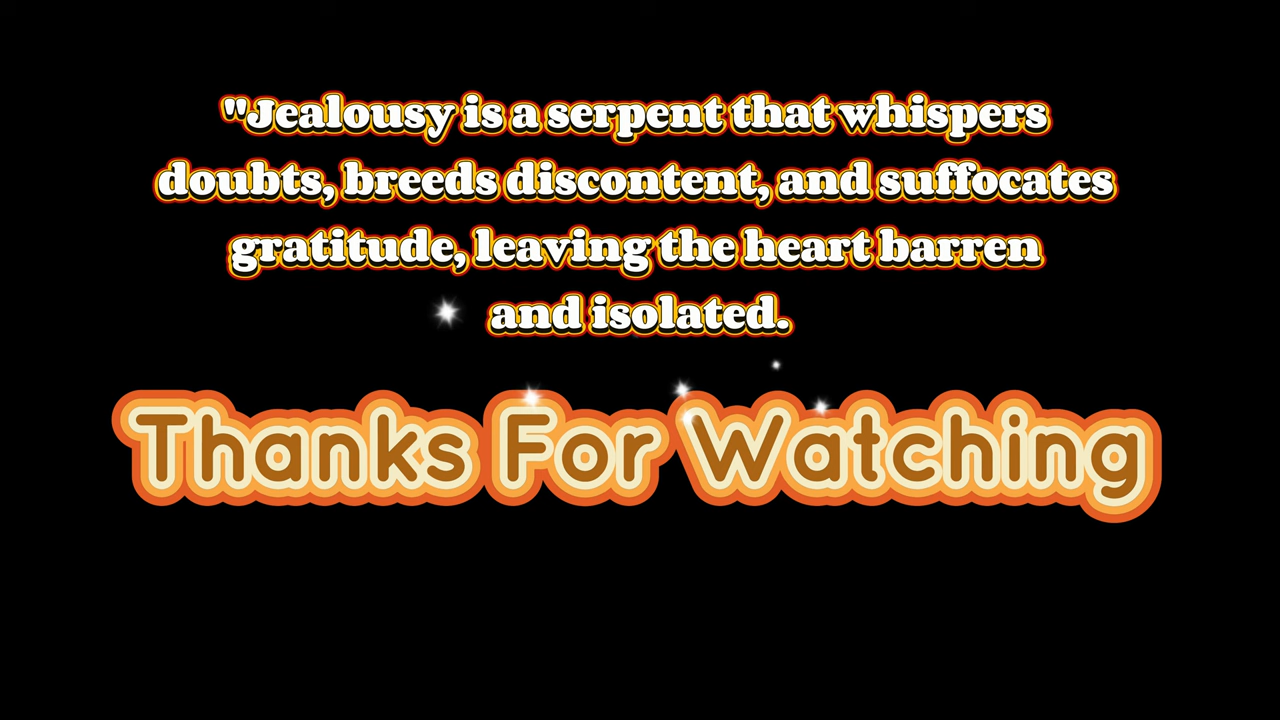 "Jealousy is a serpent that whispers
doubts, breeds discontent, and suffocates
gratitude, leaving the heart barren
and isolated.
Thanks For Watching